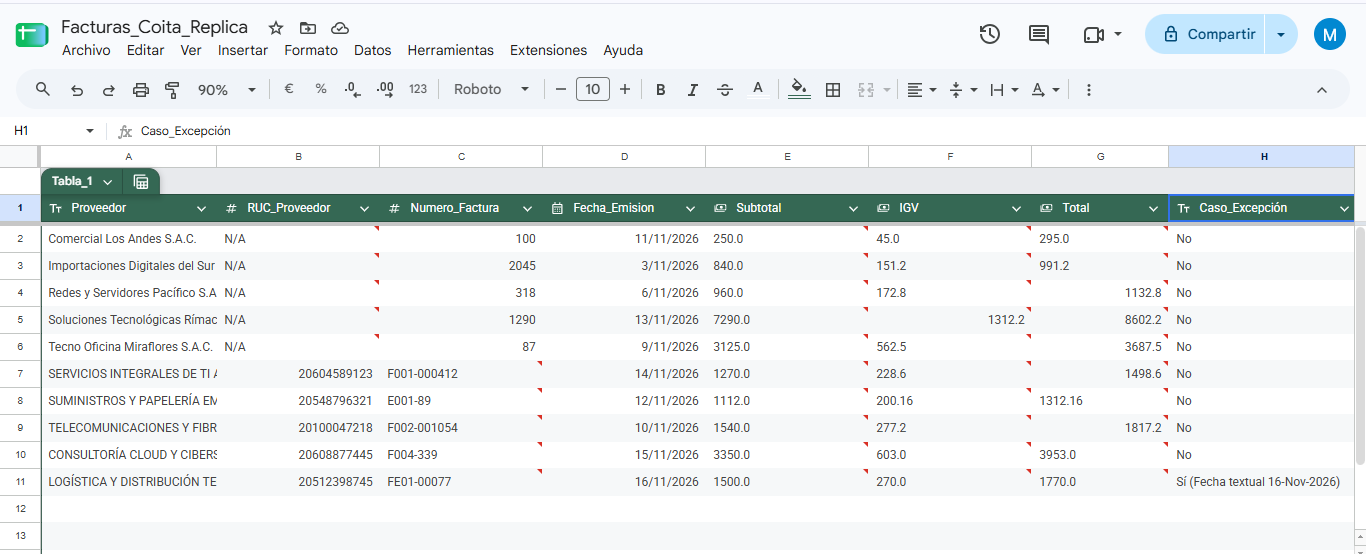 Facturas_Coita_Replica
Archivo Editar Ver Insertar Formato Datos Herramientas Extensiones Ayuda
Compartir M
90% € % .0 .00 123 Roboto 10 B I S A A
H1 fx Caso_Excepción
A B C D E F G H
Tabla_1
1 Proveedor RUC_Proveedor Numero_Factura Fecha_Emision Subtotal IGV Total Caso_Excepción
2 Comercial Los Andes S.A.C. N/A 100 11/11/2026 250.0 45.0 295.0 No
3 Importaciones Digitales del Sur N/A 2045 3/11/2026 840.0 151.2 991.2 No
4 Redes y Servidores Pacífico S.A N/A 318 6/11/2026 960.0 172.8 1132.8 No
5 Soluciones Tecnológicas Rímac N/A 1290 13/11/2026 7290.0 1312.2 8602.2 No
6 Tecno Oficina Miraflores S.A.C. N/A 87 9/11/2026 3125.0 562.5 3687.5 No
7 SERVICIOS INTEGRALES DE TI A 20604589123 F001-000412 14/11/2026 1270.0 228.6 1498.6 No
8 SUMINISTROS Y PAPELERÍA EM 20548796321 E001-89 12/11/2026 1112.0 200.16 1312.16 No
9 TELECOMUNICACIONES Y FIBR 20100047218 F002-001054 10/11/2026 1540.0 277.2 1817.2 No
10 CONSULTORÍA CLOUD Y CIBERS 20608877445 F004-339 15/11/2026 3350.0 603.0 3953.0 No
11 LOGÍSTICA Y DISTRIBUCIÓN TE 20512398745 FE01-00077 16/11/2026 1500.0 270.0 1770.0 Sí (Fecha textual 16-Nov-2026)
12
13